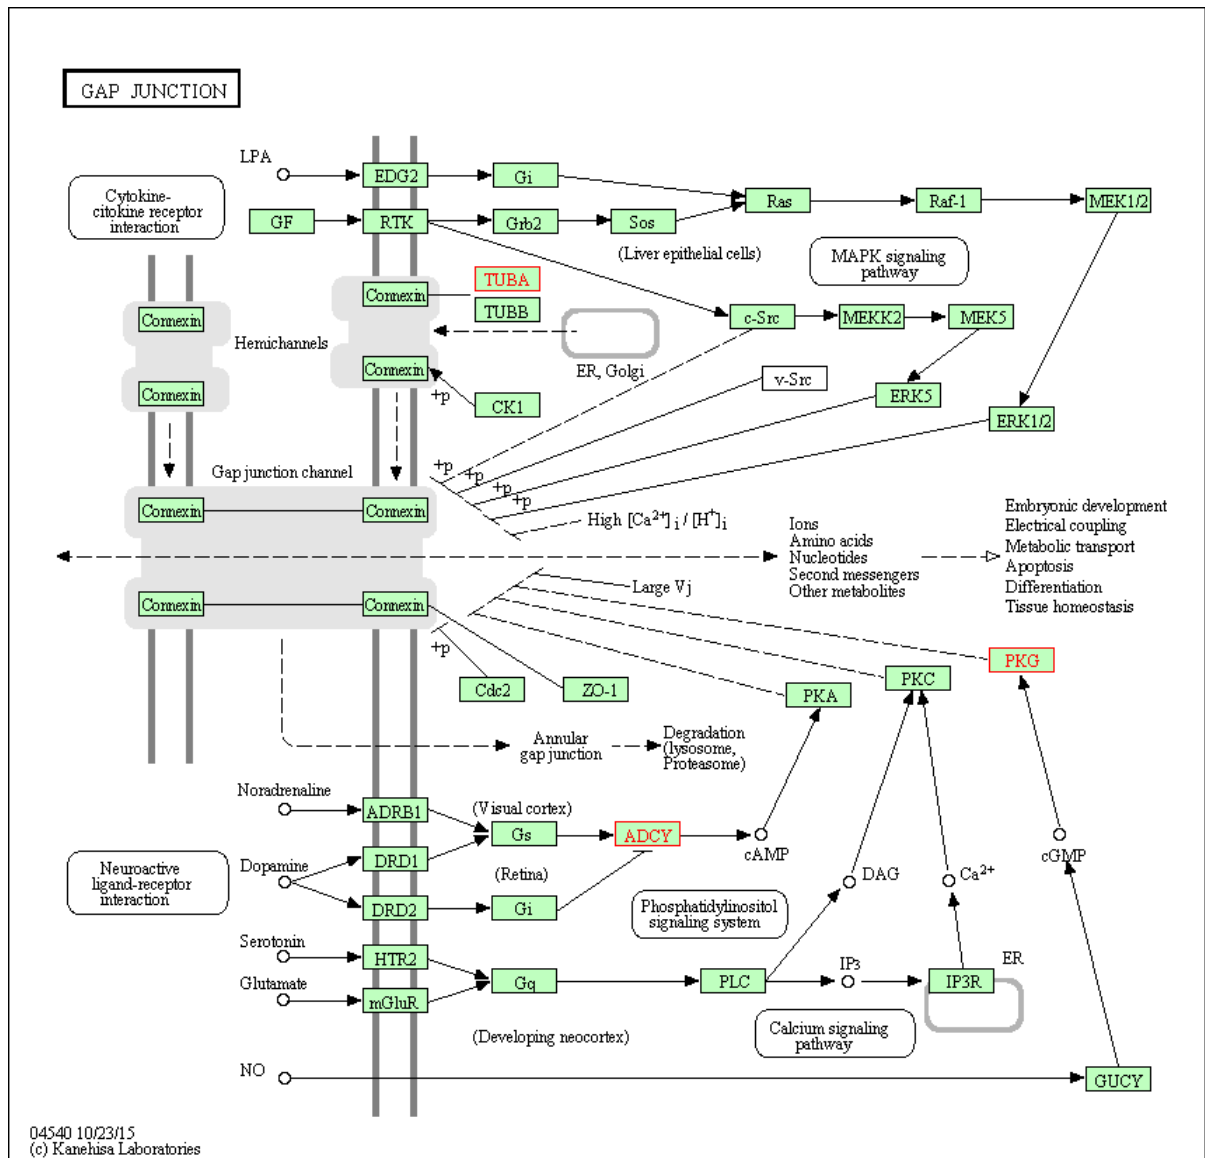 GAP JUNCTION
LPA
EDG2
Gi
Cytokine-
citokine receptor
interaction
GF
RTK
Grb2
Sos
Ras
Raf-1
MEK1/2
(Liver epithelial cells)
MAPK signaling
pathway
Connexin
TUBA
TUBB
Connexin
Hemichannels
c-Src
MEKK2
MEK5
ER, Golgi
Connexin
Connexin
v-Src
ERK5
+p
CK1
ERK1/2
Gap junction channel
+p
+p
+p
+p
Connexin
Connexin
High [Ca2+] i / [H+] i
Ions
Amino acids
Nucleotides
Second messengers
Other metabolites
Embryonic development
Electrical coupling
Metabolic transport
Apoptosis
Differentiation
Tissue homeostasis
Large Vj
Connexin
Connexin
+p
Cdc2
ZO-1
PKA
PKC
PKG
Annular
gap junction
Degradation
(lysosome,
Proteasome)
Noradrenaline
ADRB1
(Visual cortex)
Gs
ADCY
cAMP
cGMP
Neuroactive
ligand-receptor
interaction
Dopamine
DRD1
(Retina)
DRD2
Gi
DAG
Ca2+
Phosphatidylinositol
signaling system
Serotonin
HTR2
Glutamate
mGluR
Gq
PLC
IP3
IP3R
ER
(Developing neocortex)
Calcium signaling
pathway
NO
GUCY
04540 10/23/15
(c) Kanehisa Laboratories